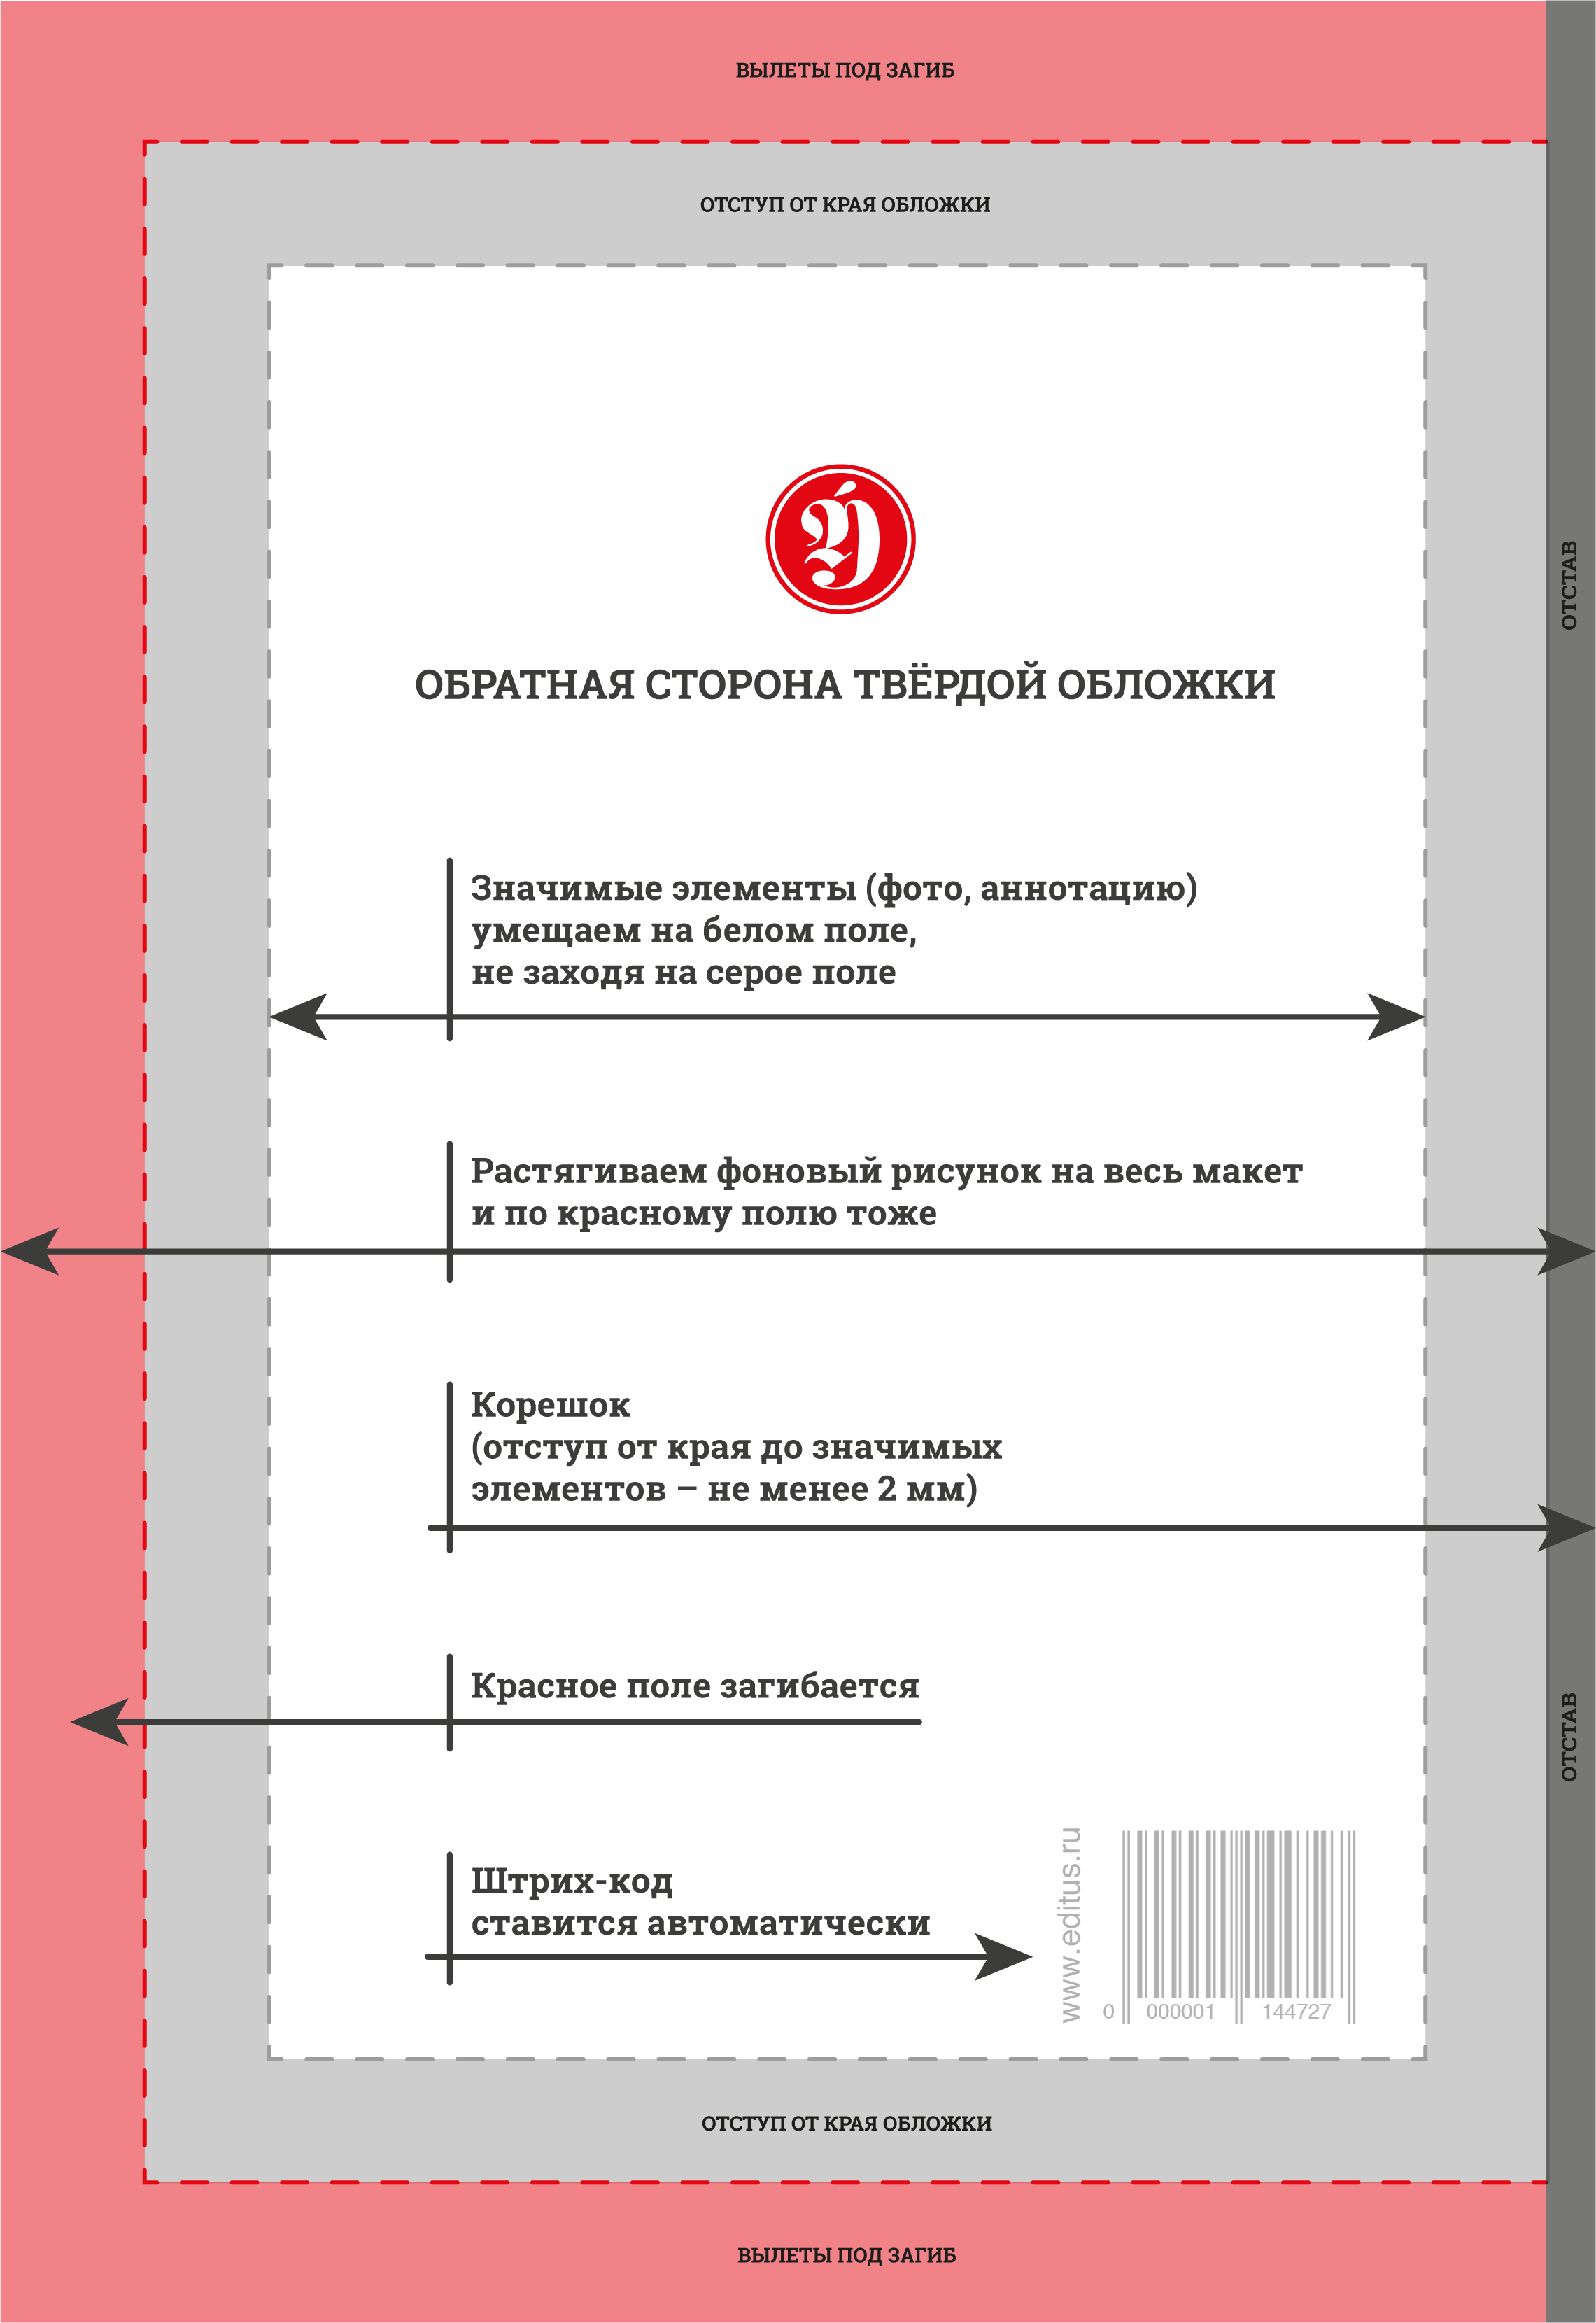 ВЫЛЕТЫ ПОД ЗАГИБ
ОТСТУП ОТ КРАЯ ОБЛОЖКИ
ОБРАТНАЯ СТОРОНА ТВЁРДОЙ ОБЛОЖКИ
ОТСТАВ
Значимые элементы (фото, аннотацию)
умещаем на белом поле,
не заходя на серое поле
Растягиваем фоновый рисунок на весь макет
и по красному полю тоже
Корешок
(отступ от края до значимых
элементов – не менее 2 мм)
Красное поле загибается
ОТСТАВ
Штрих-код
ставится автоматически
www.editus.ru
0 000001 144727
ОТСТУП ОТ КРАЯ ОБЛОЖКИ
ВЫЛЕТЫ ПОД ЗАГИБ